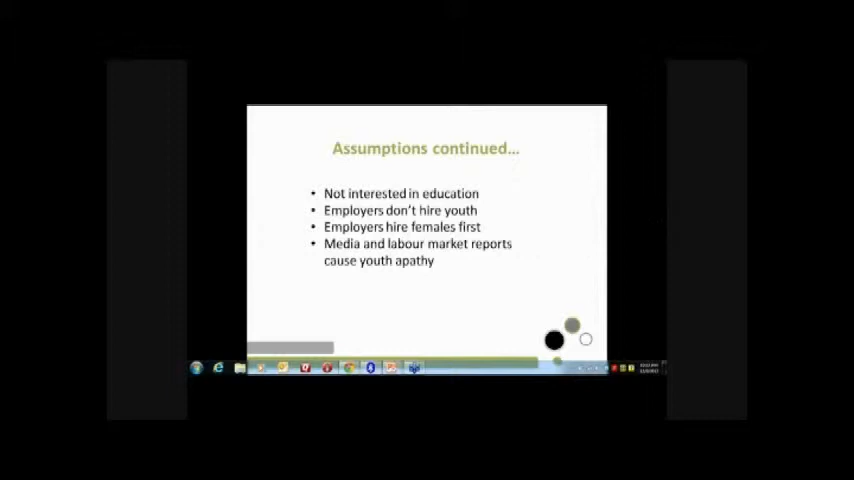 Assumptions continued...
• Not interested in education
• Employers don't hire youth
• Employers hire females first
• Media and labour market reports
cause youth apathy